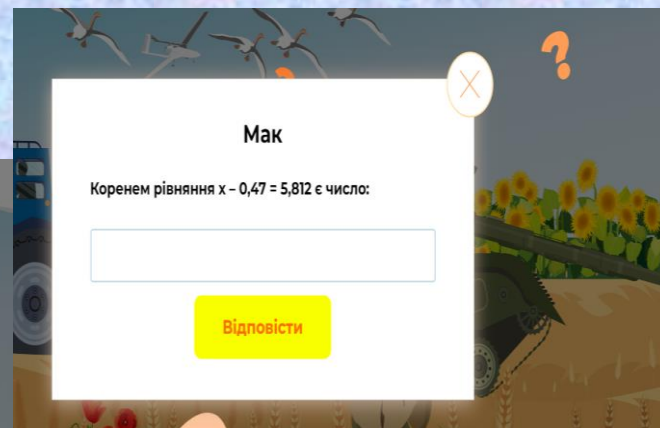 Мак
Коренем рівняння x – 0,47 = 5,812 є число:
Відповісти